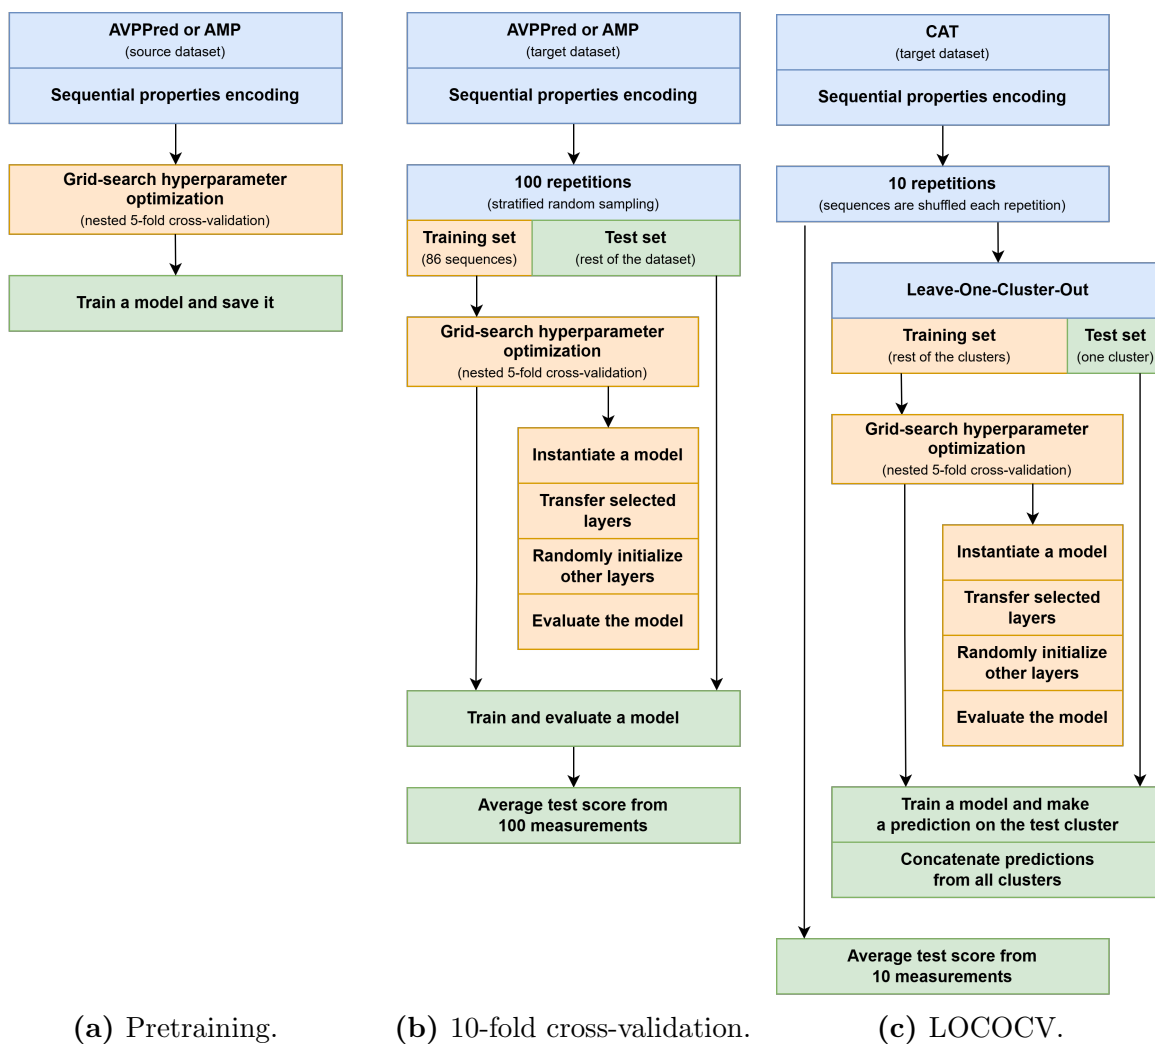 AVPPred or AMP
(source dataset)
Sequential properties encoding
Grid-search hyperparameter
optimization
(nested 5-fold cross-validation)
Train a model and save it
(a) Pretraining.
AVPPred or AMP
(target dataset)
Sequential properties encoding
100 repetitions
(stratified random sampling)
Training set
(86 sequences)
Test set
(rest of the dataset)
Grid-search hyperparameter
optimization
(nested 5-fold cross-validation)
Instantiate a model
Transfer selected
layers
Randomly initialize
other layers
Evaluate the model
Train and evaluate a model
Average test score from
100 measurements
(b) 10-fold cross-validation.
CAT
(target dataset)
Sequential properties encoding
10 repetitions
(sequences are shuffled each repetition)
Leave-One-Cluster-Out
Training set
(rest of the clusters)
Test set
(one cluster)
Grid-search hyperparameter
optimization
(nested 5-fold cross-validation)
Instantiate a model
Transfer selected
layers
Randomly initialize
other layers
Evaluate the model
Train a model and make
a prediction on the test cluster
Concatenate predictions
from all clusters
Average test score from
10 measurements
(c) LOCOCV.